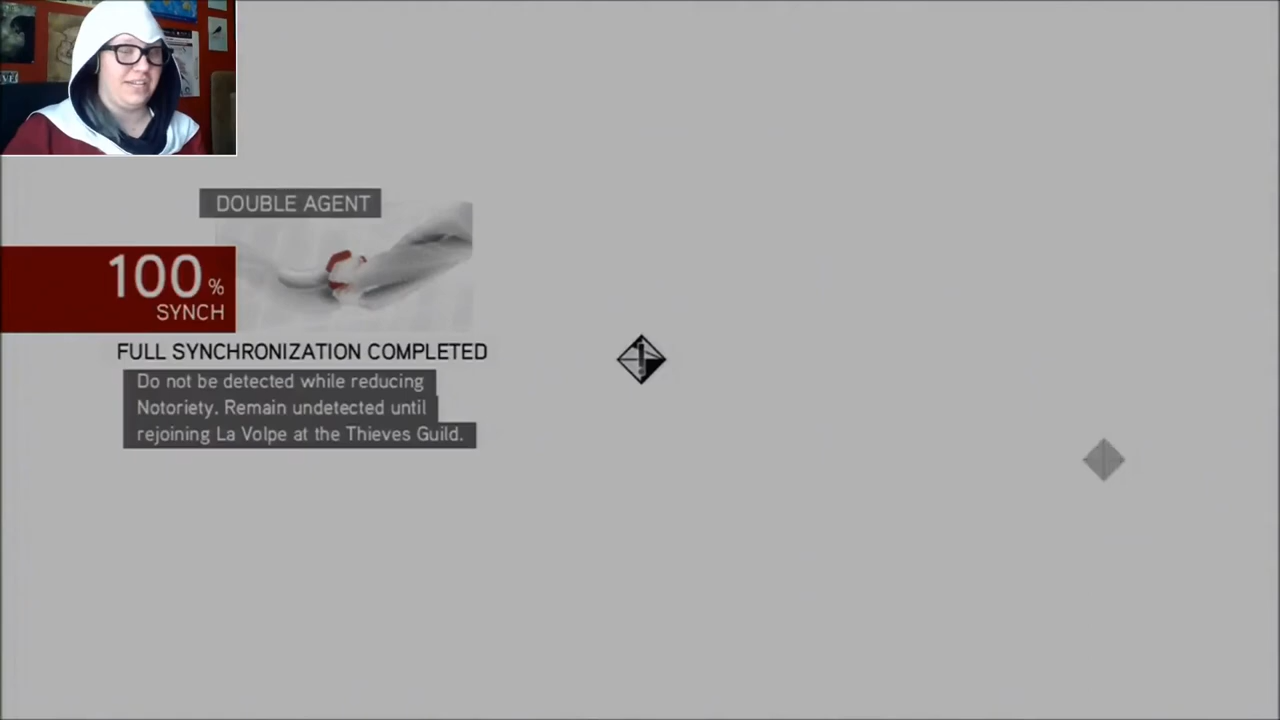 DOUBLE AGENT
100%
SYNCH
FULL SYNCHRONIZATION COMPLETED
Do not be detected while reducing
Notoriety. Remain undetected until
rejoining La Volpe at the Thieves Guild.